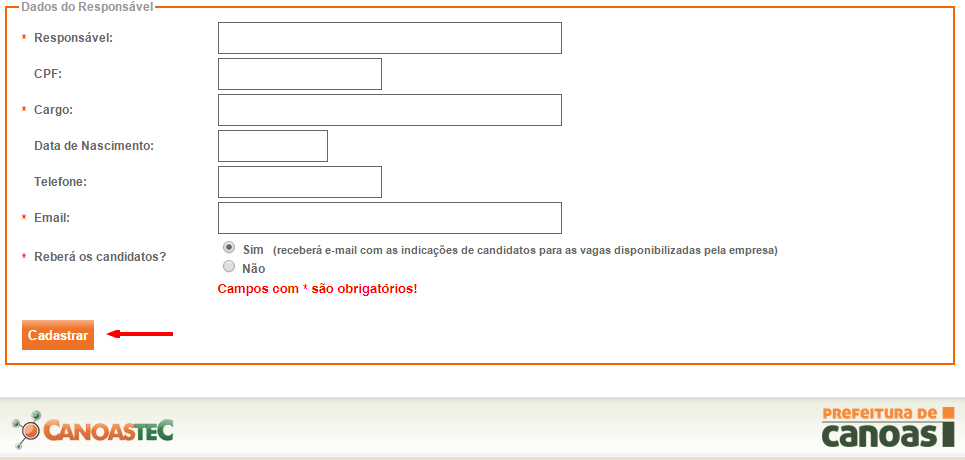 Dados do Responsável
* Responsável:
CPF:
* Cargo:
Data de Nascimento:
Telefone:
* Email:
* Reberá os candidatos?
Sim (receberá e-mail com as indicações de candidatos para as vagas disponibilizadas pela empresa)
Não
Campos com * são obrigatórios!
Cadastrar
CANOASTEC
PREFEITURA DE
canoas